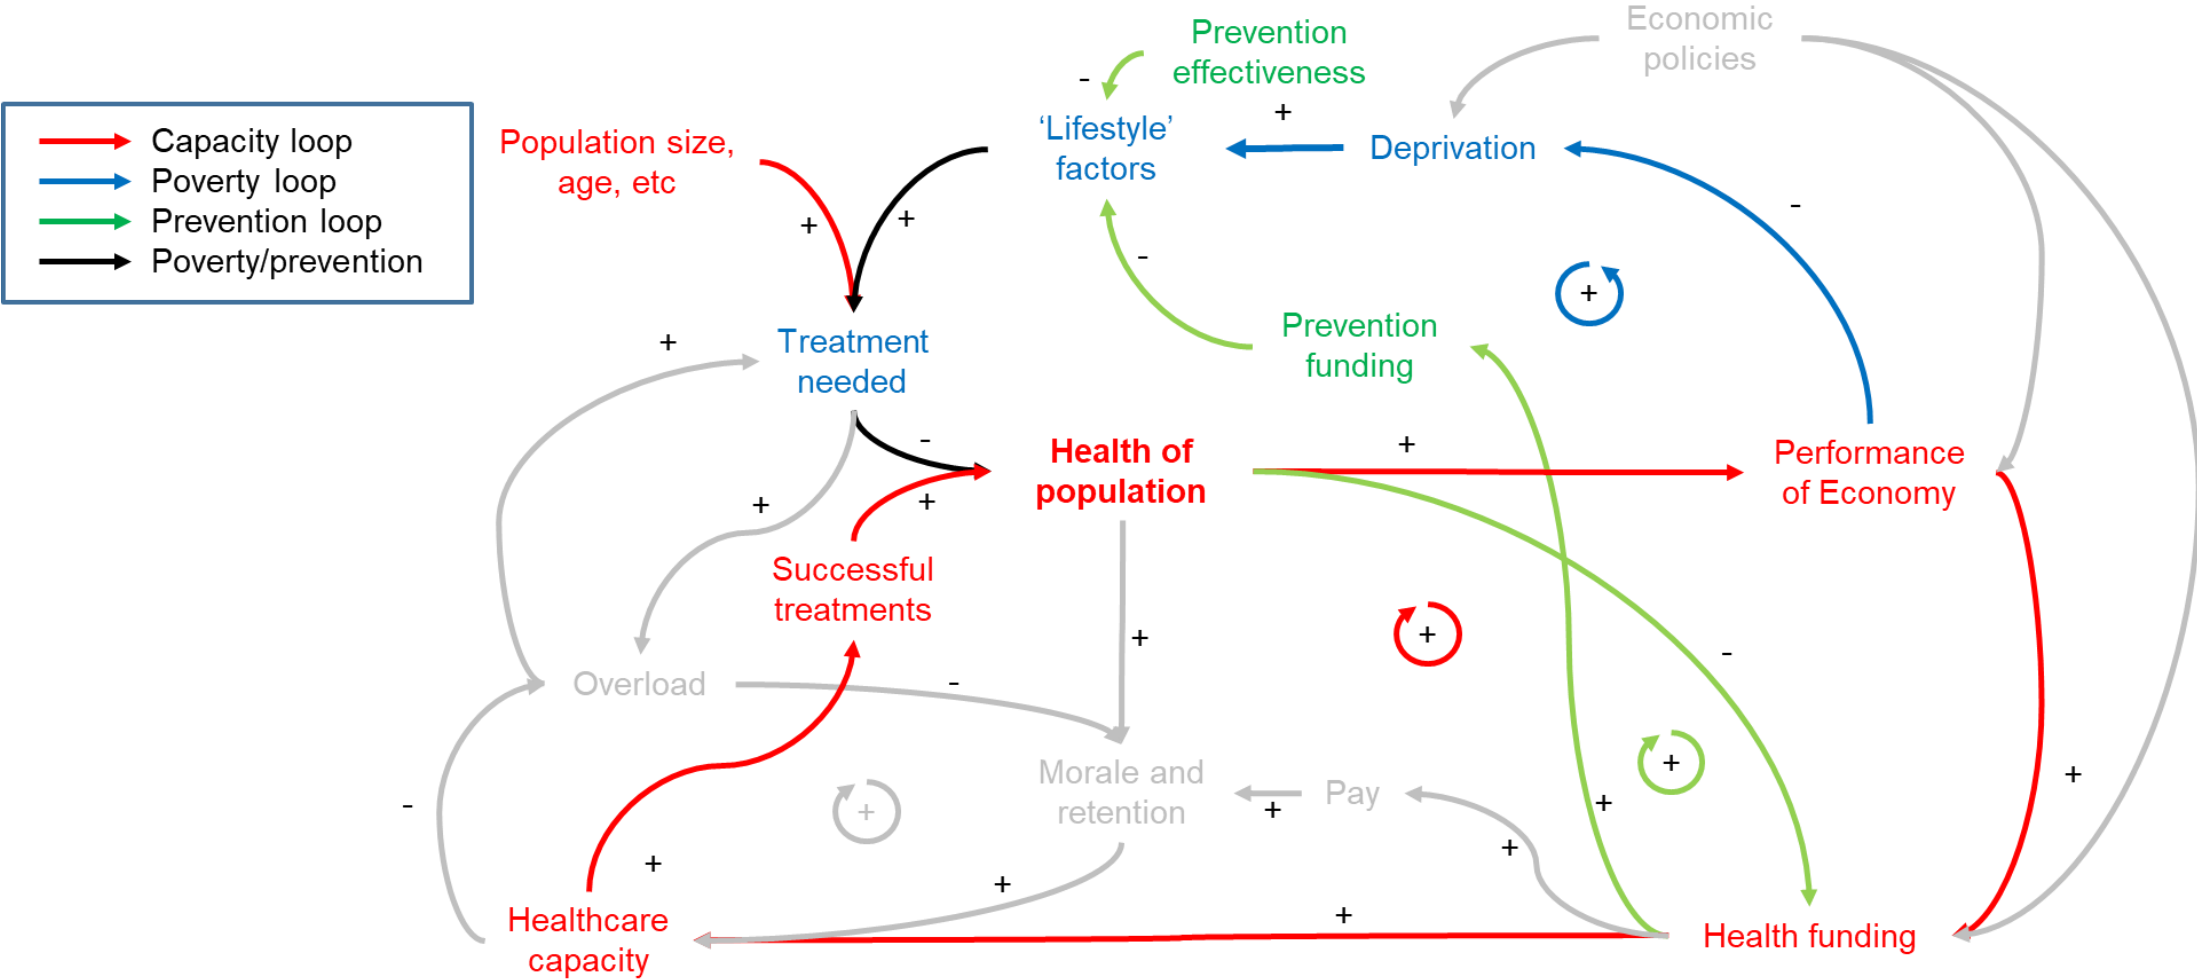 Capacity loop
Poverty loop
Prevention loop
Poverty/prevention
Population size,
age, etc
Prevention
effectiveness
Economic
policies
‘Lifestyle’
factors
Deprivation
-
+
+
+
-
-
+
Treatment
needed
Prevention
funding
+
+
-
Health of
population
+
Performance
of Economy
+
+
Successful
treatments
+
+
-
Overload
-
Morale and
retention
+
Pay
+
+
+
+
-
+
+
+
+
+
Healthcare
capacity
Health funding